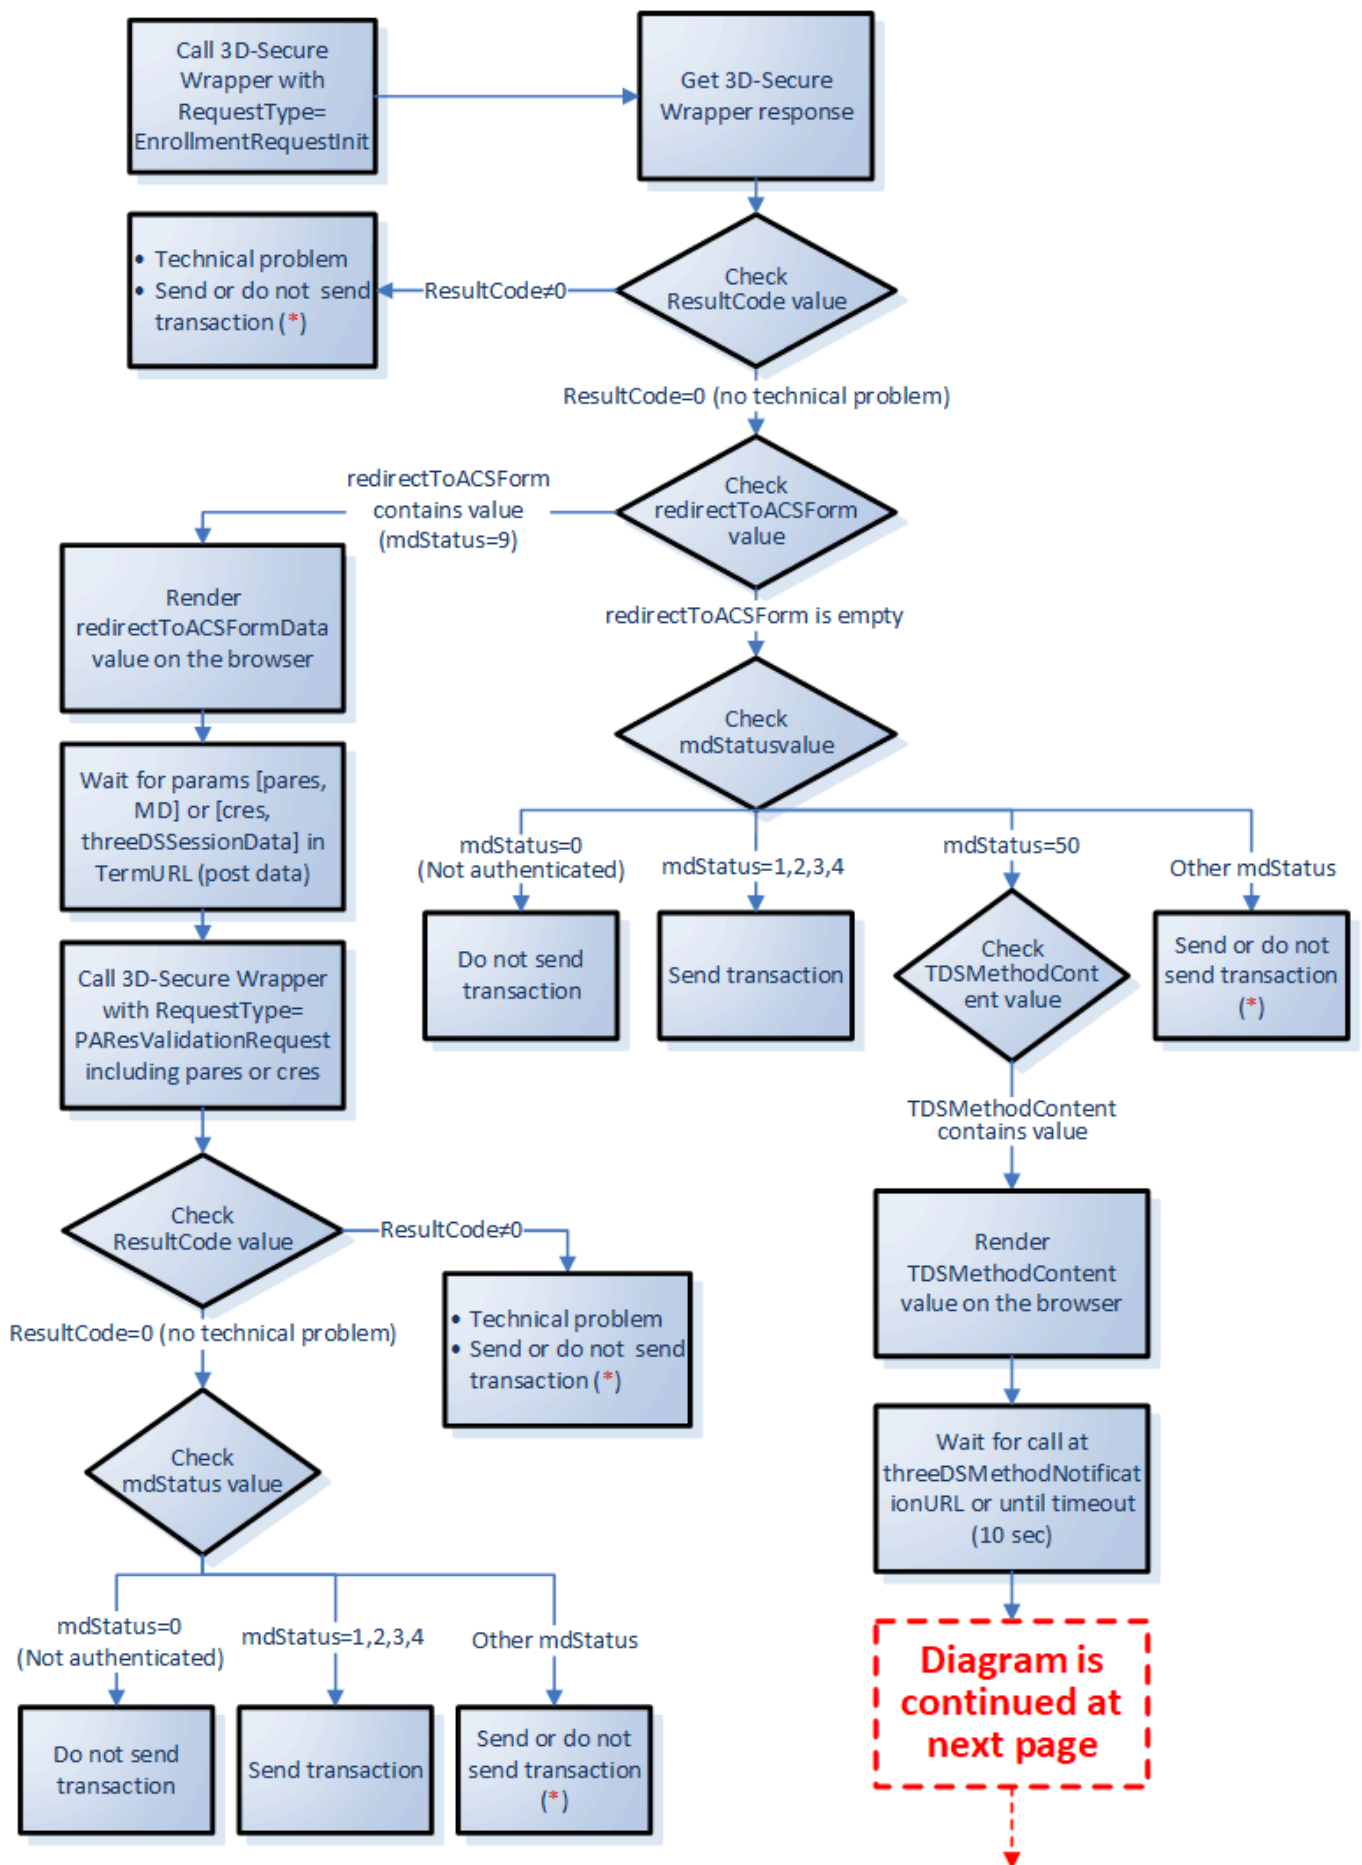 Call 3D-Secure
Wrapper with
RequestType=
EnrollmentRequestInit
Get 3D-Secure
Wrapper response
• Technical problem
• Send or do not send
transaction (*)
ResultCode≠0
Check
ResultCode value
ResultCode=0 (no technical problem)
redirectToACSForm
contains value
(mdStatus=9)
Check
redirectToACSForm
value
Render
redirectToACSFormData
value on the browser
redirectToACSForm is empty
Check
mdStatusvalue
Wait for params [pares,
MD] or [cres,
threeDSSessionData] in
TermURL (post data)
mdStatus=0
(Not authenticated)
mdStatus=1,2,3,4
mdStatus=50
Other mdStatus
Do not send
transaction
Send transaction
Check
TDSMethodCont
ent value
Send or do not
send transaction
(*)
Call 3D-Secure Wrapper
with RequestType=
PAResValidationRequest
including pares or cres
TDSMethodContent
contains value
Check
ResultCode value
ResultCode≠0
Render
TDSMethodContent
value on the browser
• Technical problem
• Send or do not send
transaction (*)
ResultCode=0 (no technical problem)
Check
mdStatus value
Wait for call at
threeDSMethodNotificat
ionURL or until timeout
(10 sec)
mdStatus=0
(Not authenticated)
mdStatus=1,2,3,4
Other mdStatus
Do not send
transaction
Send transaction
Send or do not
send transaction
(*)
Diagram is
continued at
next page